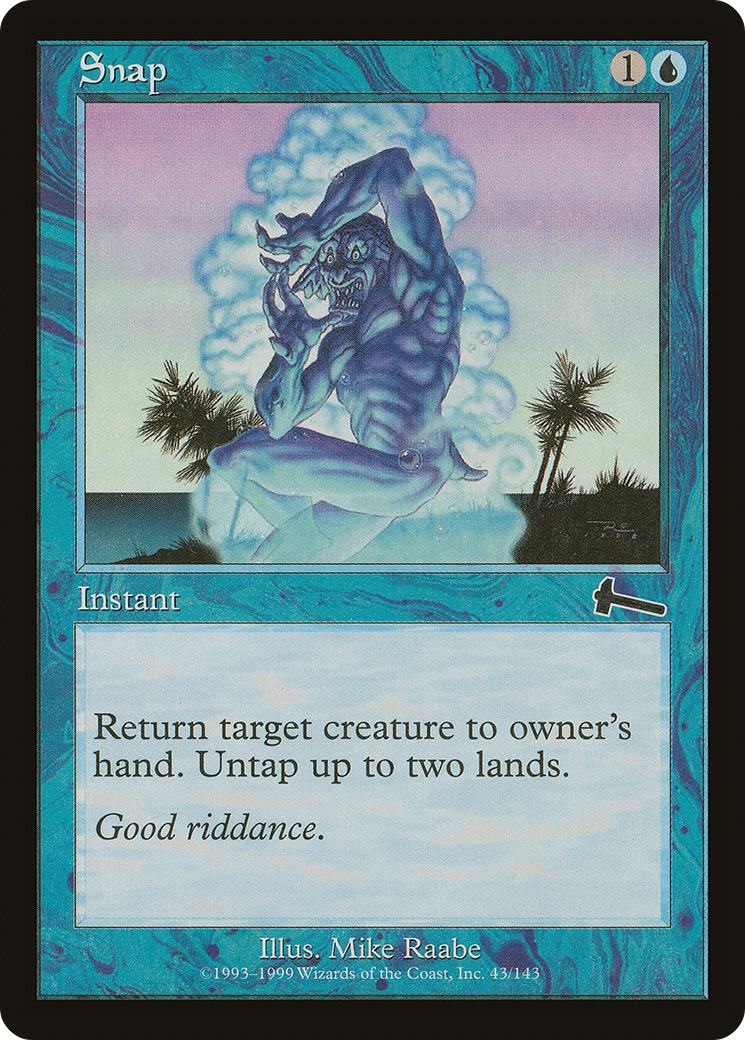 Snap
1
Instant
Return target creature to owner's
hand. Untap up to two lands.
Good riddance.
Illus. Mike Raabe
©1993–1999 Wizards of the Coast, Inc. 43/143